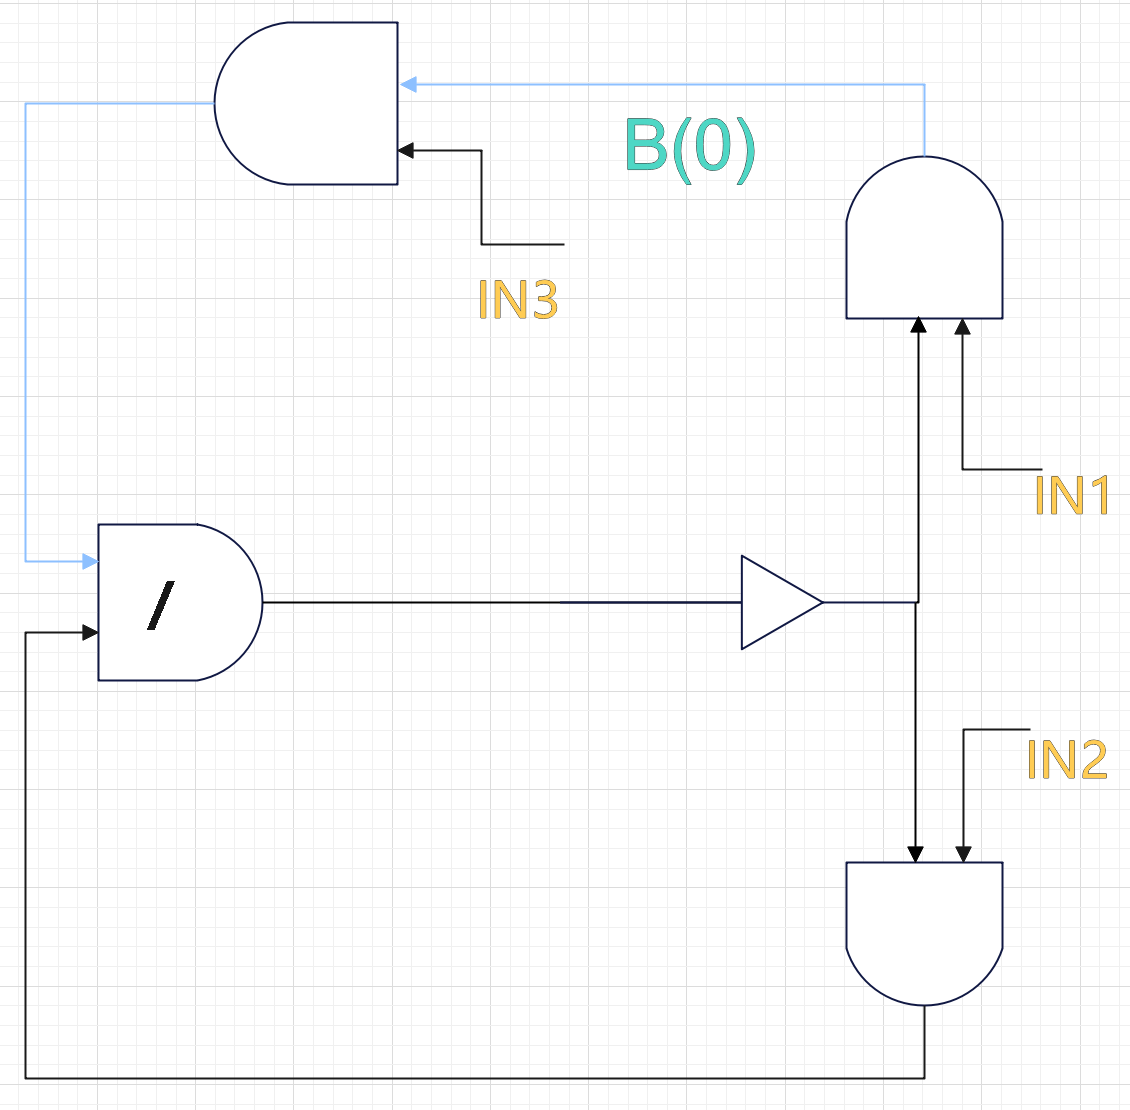 B(0)
IN3
IN1
/
IN2